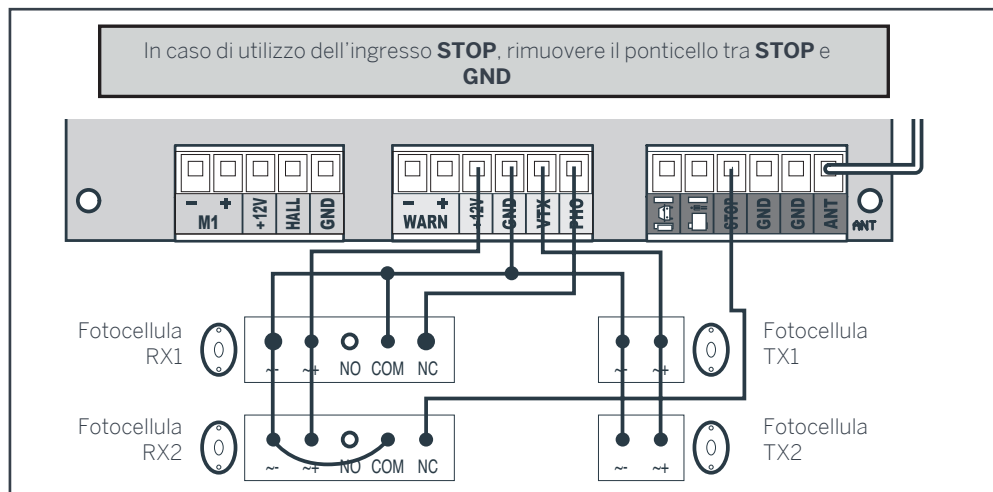 In caso di utilizzo dell'ingresso STOP, rimuovere il ponticello tra STOP e
GND
- + +12V HALL GND
M1
- + +12V GND VTX PHO
WARN
STOP GND GND ANT
ANT
Fotocellula
RX1
~- ~+ NO COM NC
~- ~+
Fotocellula
TX1
Fotocellula
RX2
~- ~+ NO COM NC
~- ~+
Fotocellula
TX2